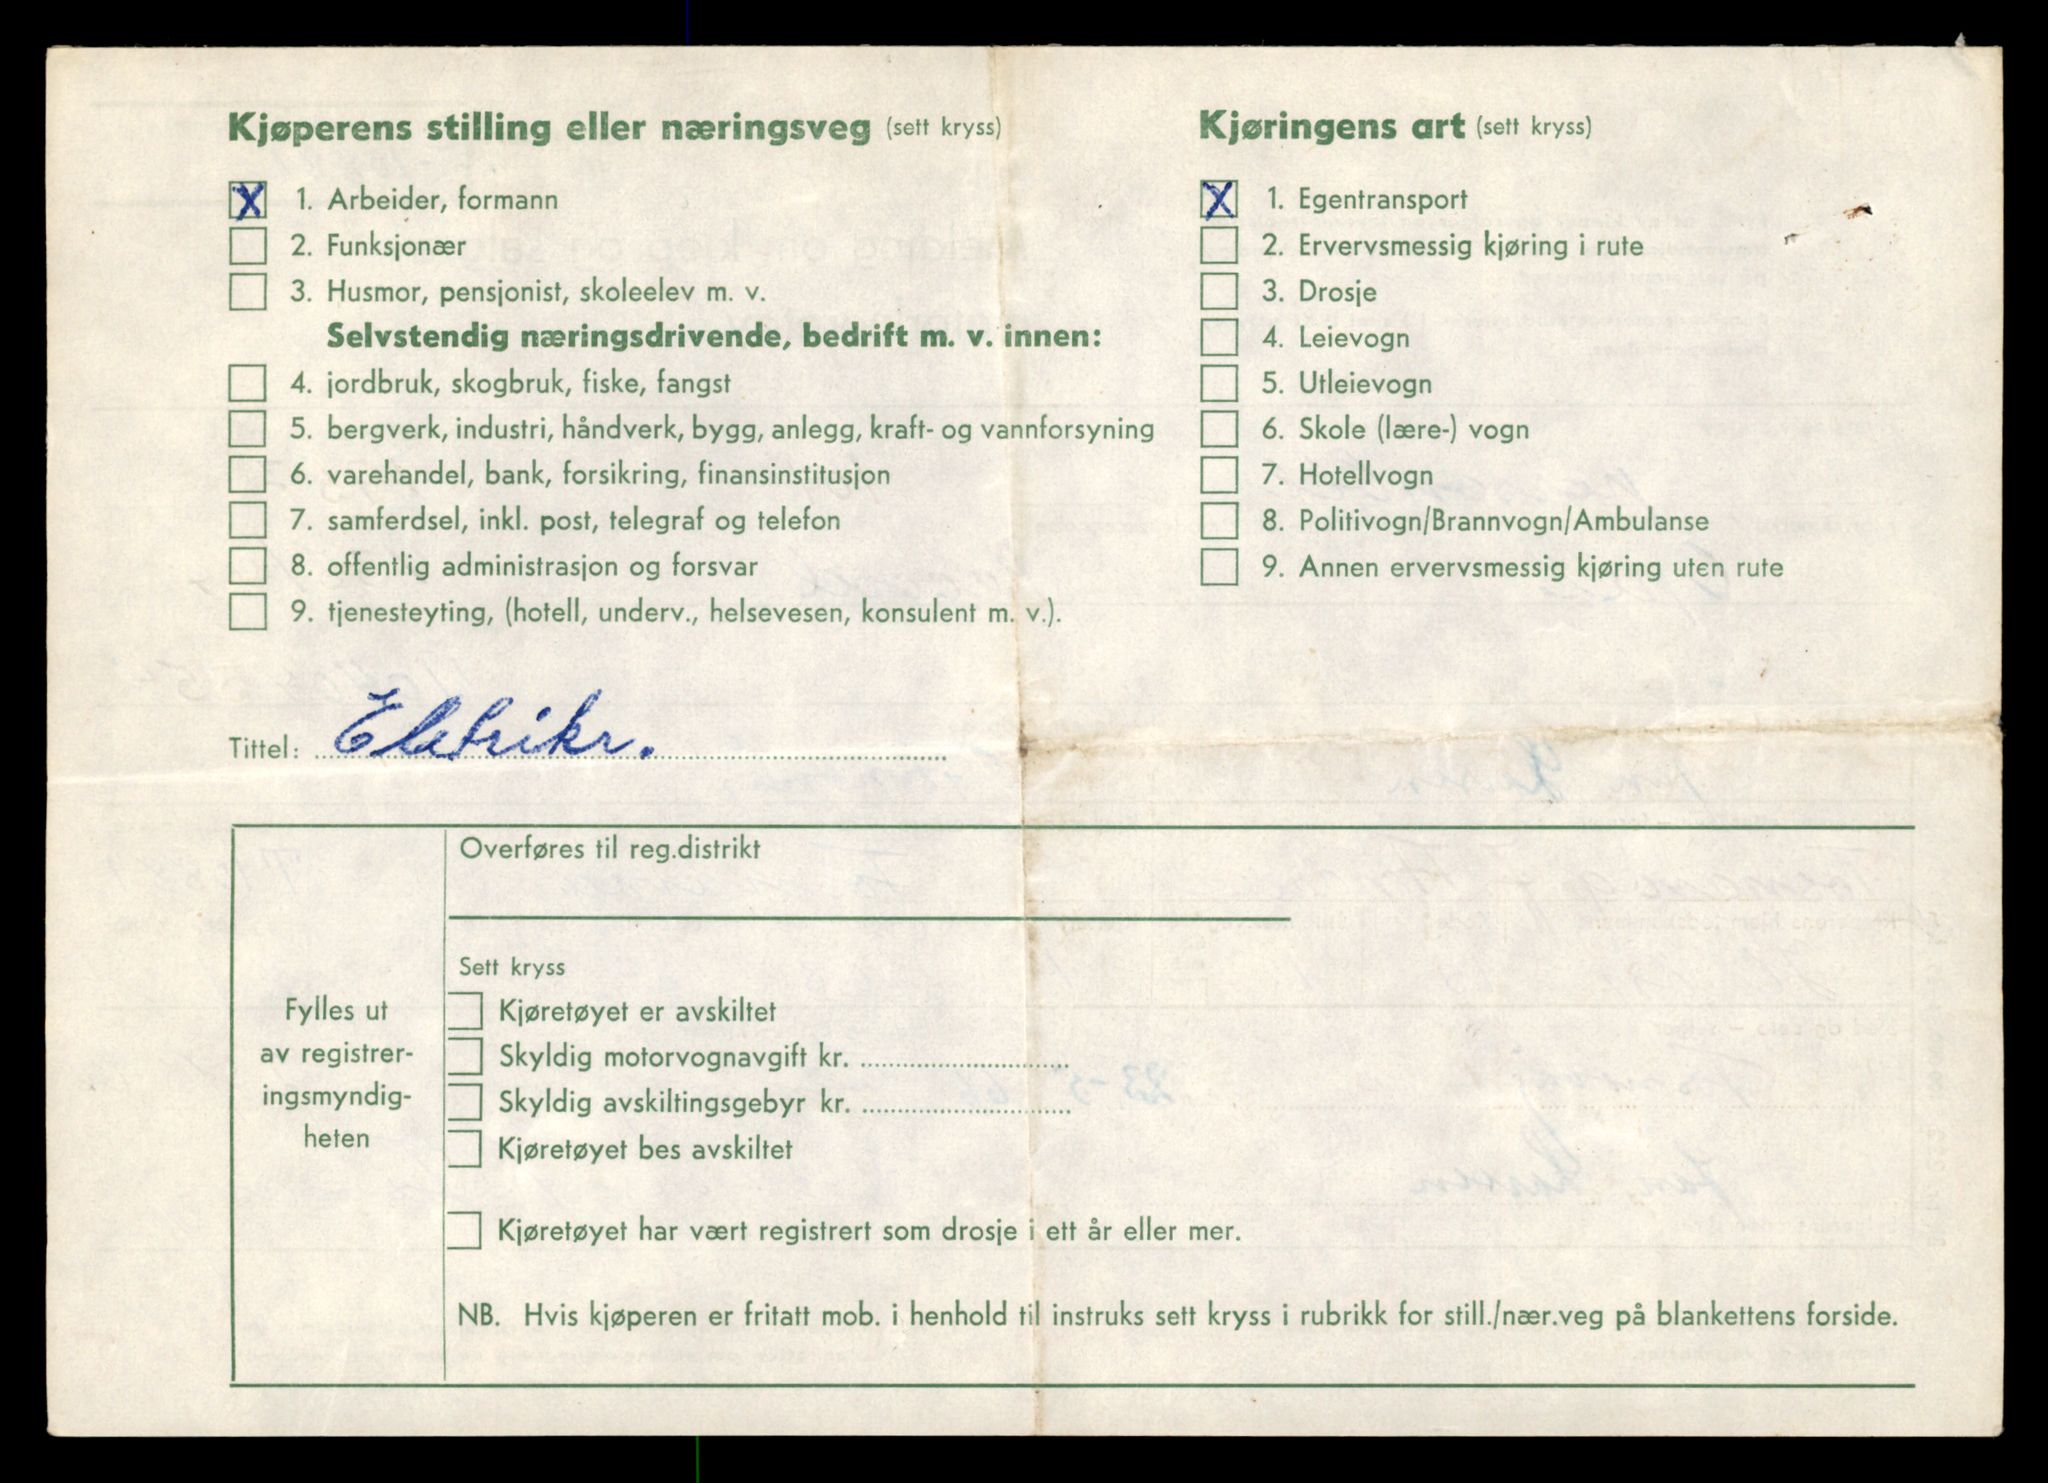 Kjøperens stilling eller næringsveg (sett kryss)
X 1. Arbeider, formann
2. Funksjonær
3. Husmor, pensjonist, skoleelev m. v.
Selvstendig næringsdrivende, bedrift m. v. innen:
4. jordbruk, skogbruk, fiske, fangst
5. bergverk, industri, håndverk, bygg, anlegg, kraft- og vannforsyning
6. varehandel, bank, forsikring, finansinstitusjon
7. samferdsel, inkl. post, telegraf og telefon
8. offentlig administrasjon og forsvar
9. tjenesteyting, (hotell, underv., helsevesen, konsulent m. v.).
Kjøringens art (sett kryss)
X 1. Egentransport
2. Ervervsmessig kjøring i rute
3. Drosje
4. Leievogn
5. Utleievogn
6. Skole (lære-) vogn
7. Hotellvogn
8. Politivogn/Brannvogn/Ambulanse
9. Annen ervervsmessig kjøring uten rute
Tittel: Eletrikr.
Fylles ut
av registrer-
ingsmyndig-
heten
Overføres til reg.distrikt
Sett kryss
Kjøretøyet er avskiltet
Skyldig motorvognavgift kr.
Skyldig avskiltingsgebyr kr.
Kjøretøyet bes avskiltet
Kjøretøyet har vært registrert som drosje i ett år eller mer.
NB. Hvis kjøperen er fritatt mob. i henhold til instruks sett kryss i rubrikk for still./nær.veg på blankettens forside.